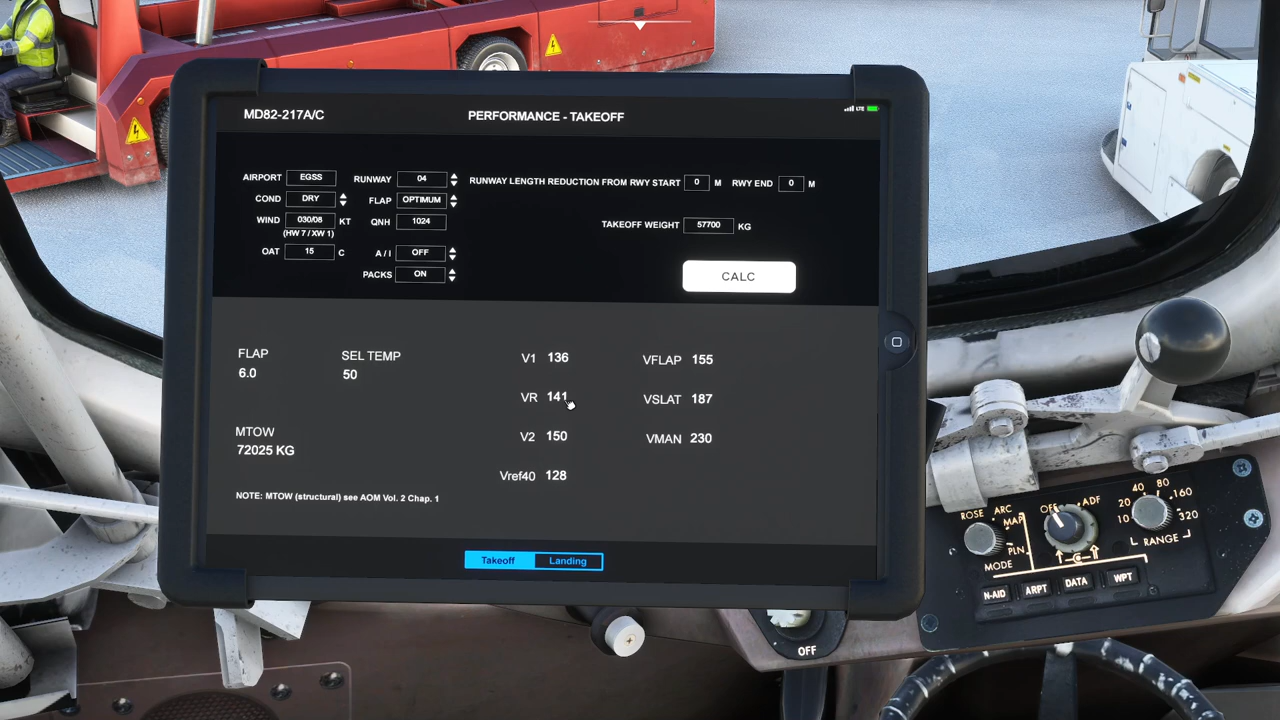 MD82-217A/C
PERFORMANCE - TAKEOFF
LTE
AIRPORT EGSS RUNWAY 04 RUNWAY LENGTH REDUCTION FROM RWY START 0 M RWY END 0 M
COND DRY FLAP OPTIMUM
WIND 030/08 KT QNH 1024 TAKEOFF WEIGHT 57700 KG
(HW 7 / XW 1)
OAT 15 C A / I OFF
PACKS ON
CALC
FLAP SEL TEMP V1 136 VFLAP 155
6.0 50
VR 141 VSLAT 187
MTOW V2 150 VMAN 230
72025 KG
Vref40 128
NOTE: MTOW (structural) see AOM Vol. 2 Chap. 1
Takeoff Landing
ROSE ARC MAP PLN
MODE
OFF ADF
10 20 40 80 160 320
RANGE
N-AID ARPT DATA WPT
OFF